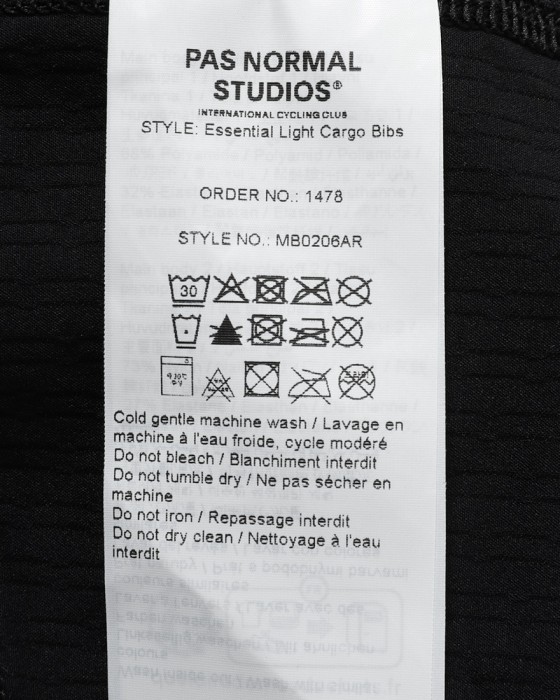 PAS NORMAL
STUDIOS®
INTERNATIONAL CYCLING CLUB
STYLE: Essential Light Cargo Bibs
ORDER NO.: 1478
STYLE NO.: MB0206AR
30
Cold gentle machine wash / Lavage en
machine à l'eau froide, cycle modéré
Do not bleach / Blanchiment interdit
Do not tumble dry / Ne pas sécher en
machine
Do not iron / Repassage interdit
Do not dry clean / Nettoyage à l'eau
interdit